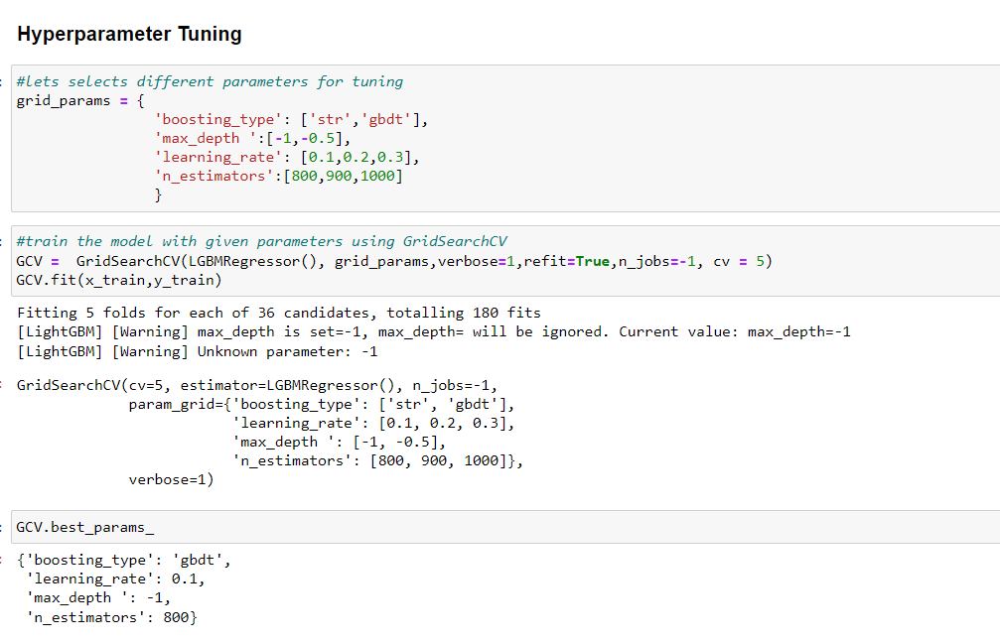 Hyperparameter Tuning
#lets selects different parameters for tuning
grid_params = {
'boosting_type': ['str','gbdt'],
'max_depth ':[-1,-0.5],
'learning_rate': [0.1,0.2,0.3],
'n_estimators':[800,900,1000]
}
#train the model with given parameters using GridSearchCV
GCV =  GridSearchCV(LGBMRegressor(), grid_params,verbose=1,refit=True,n_jobs=-1, cv = 5)
GCV.fit(x_train,y_train)
Fitting 5 folds for each of 36 candidates, totalling 180 fits
[LightGBM] [Warning] max_depth is set=-1, max_depth= will be ignored. Current value: max_depth=-1
[LightGBM] [Warning] Unknown parameter: -1
GridSearchCV(cv=5, estimator=LGBMRegressor(), n_jobs=-1,
param_grid={'boosting_type': ['str', 'gbdt'],
'learning_rate': [0.1, 0.2, 0.3],
'max_depth ': [-1, -0.5],
'n_estimators': [800, 900, 1000]},
verbose=1)
GCV.best_params_
{'boosting_type': 'gbdt',
'learning_rate': 0.1,
'max_depth ': -1,
'n_estimators': 800}